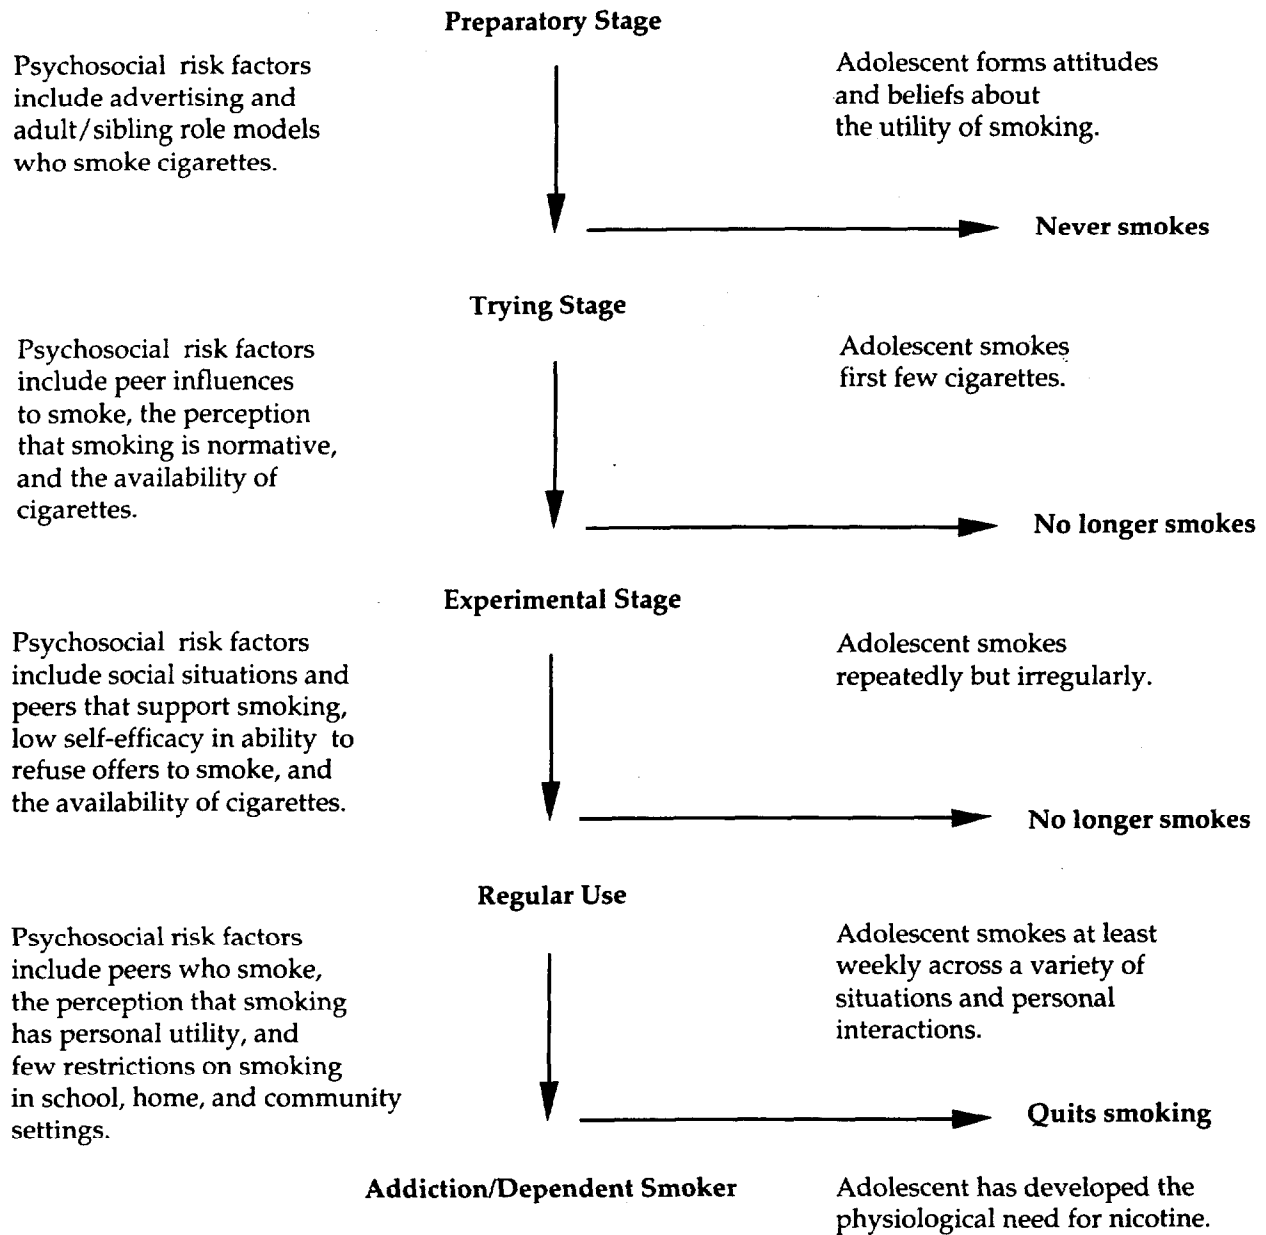 Preparatory Stage
Psychosocial risk factors
include advertising and
adult/sibling role models
who smoke cigarettes.
Adolescent forms attitudes
and beliefs about
the utility of smoking.
Never smokes
Trying Stage
Psychosocial risk factors
include peer influences
to smoke, the perception
that smoking is normative,
and the availability of
cigarettes.
Adolescent smokes
first few cigarettes.
No longer smokes
Experimental Stage
Psychosocial risk factors
include social situations and
peers that support smoking,
low self-efficacy in ability to
refuse offers to smoke, and
the availability of cigarettes.
Adolescent smokes
repeatedly but irregularly.
No longer smokes
Regular Use
Psychosocial risk factors
include peers who smoke,
the perception that smoking
has personal utility, and
few restrictions on smoking
in school, home, and community
settings.
Adolescent smokes at least
weekly across a variety of
situations and personal
interactions.
Quits smoking
Addiction/Dependent Smoker
Adolescent has developed the
physiological need for nicotine.